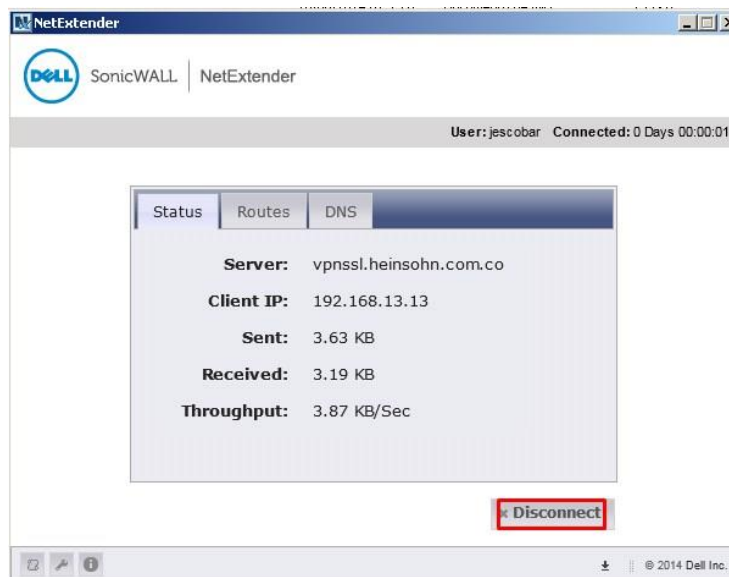 NetExtender
DELL SonicWALL NetExtender
User: jescobar Connected: 0 Days 00:00:01
Status Routes DNS
Server: vpnssl.heinsohn.com.co
Client IP: 192.168.13.13
Sent: 3.63 KB
Received: 3.19 KB
Throughput: 3.87 KB/Sec
× Disconnect
© 2014 Dell Inc.